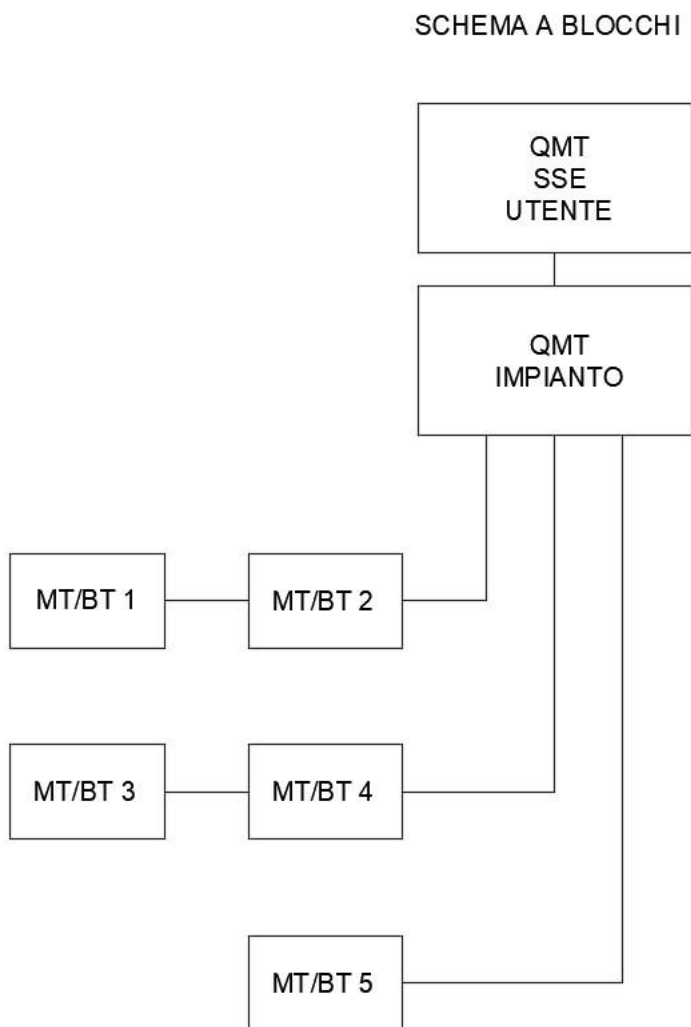 SCHEMA A BLOCCHI
QMT
SSE
UTENTE
QMT
IMPIANTO
MT/BT 1
MT/BT 2
MT/BT 3
MT/BT 4
MT/BT 5